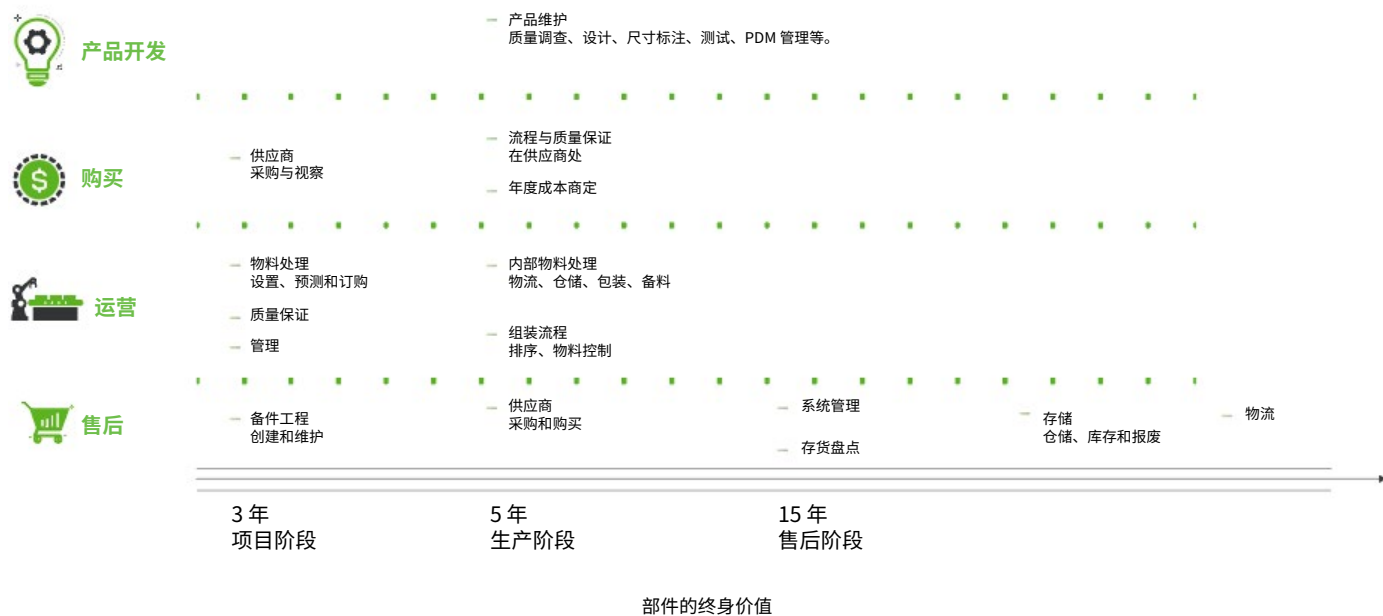 产品维护
质量调查、设计、尺寸标注、测试、PDM 管理等。
产品开发
流程与质量保证
在供应商处
供应商
采购与视察
购买
年度成本商定
物料处理
设置、预测和订购
内部物料处理
物流、仓储、包装、备料
运营
质量保证
组装流程
排序、物料控制
管理
售后
备件工程
创建和维护
供应商
采购和购买
系统管理
存货盘点
存储
仓储、库存和报废
物流
3 年
项目阶段
5 年
生产阶段
15 年
售后阶段
部件的终身价值